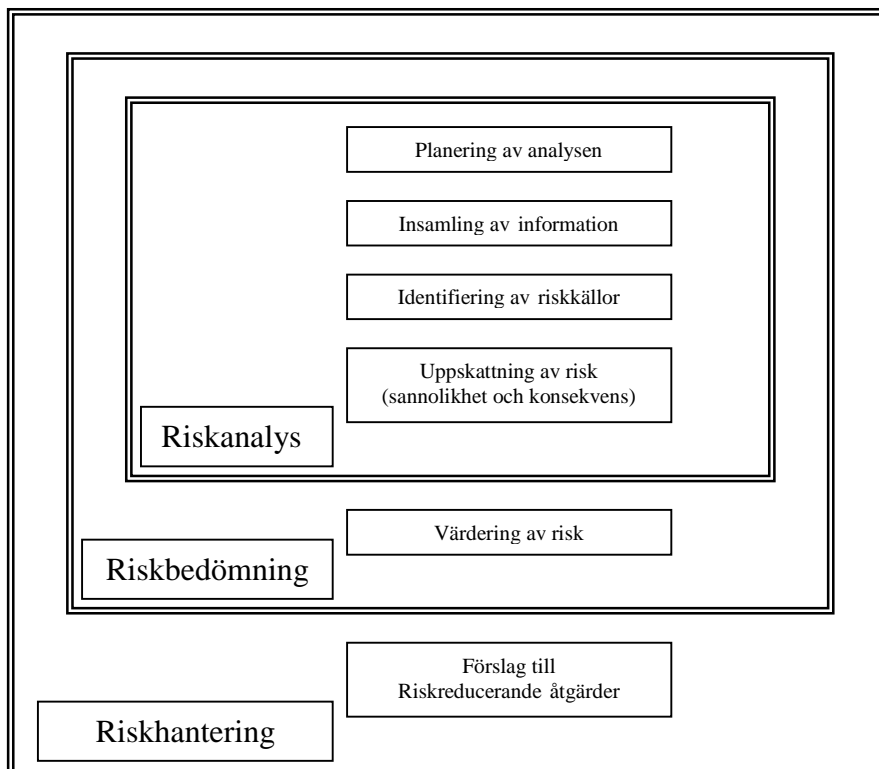 Planering av analysen
Insamling av information
Identifiering av riskkällor
Uppskattning av risk
(sannolikhet och konsekvens)
Riskanalys
Värdering av risk
Riskbedömning
Förslag till
Riskreducerande åtgärder
Riskhantering